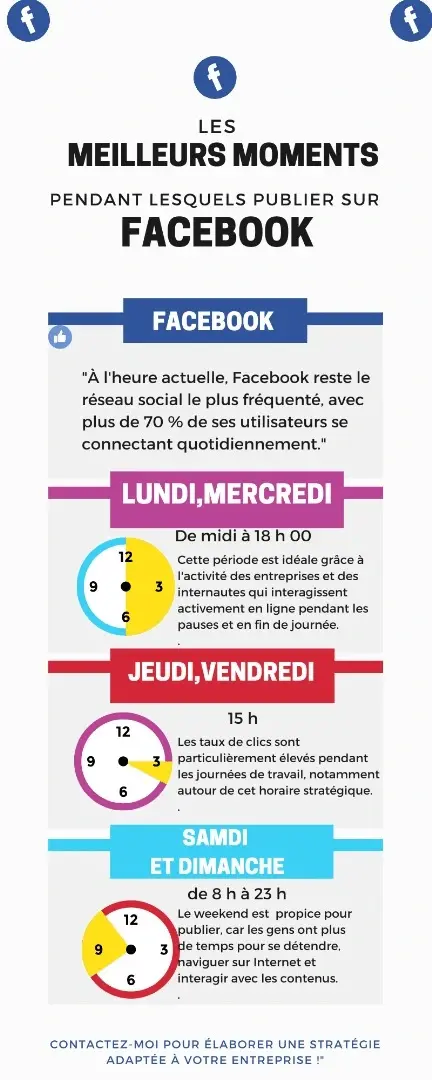 LES
MEILLEURS MOMENTS
PENDANT LESQUELS PUBLIER SUR
FACEBOOK
FACEBOOK
"À l'heure actuelle, Facebook reste le
réseau social le plus fréquenté, avec
plus de 70 % de ses utilisateurs se
connectant quotidiennement."
LUNDI,MERCREDI
De midi à 18 h 00
12
9 3
6
Cette période est idéale grâce à
l'activité des entreprises et des
internautes qui interagissent
activement en ligne pendant les
pauses et en fin de journée.
.
JEUDI,VENDREDI
15 h
12
9 3
6
Les taux de clics sont
particulièrement élevés pendant
les journées de travail, notamment
autour de cet horaire stratégique.
.
SAMDI
ET DIMANCHE
de 8 h à 23 h
12
9 3
6
Le weekend est propice pour
publier, car les gens ont plus
de temps pour se détendre,
naviguer sur Internet et
interagir avec les contenus.
.
CONTACTEZ-MOI POUR ÉLABORER UNE STRATÉGIE
ADAPTÉE À VOTRE ENTREPRISE !"